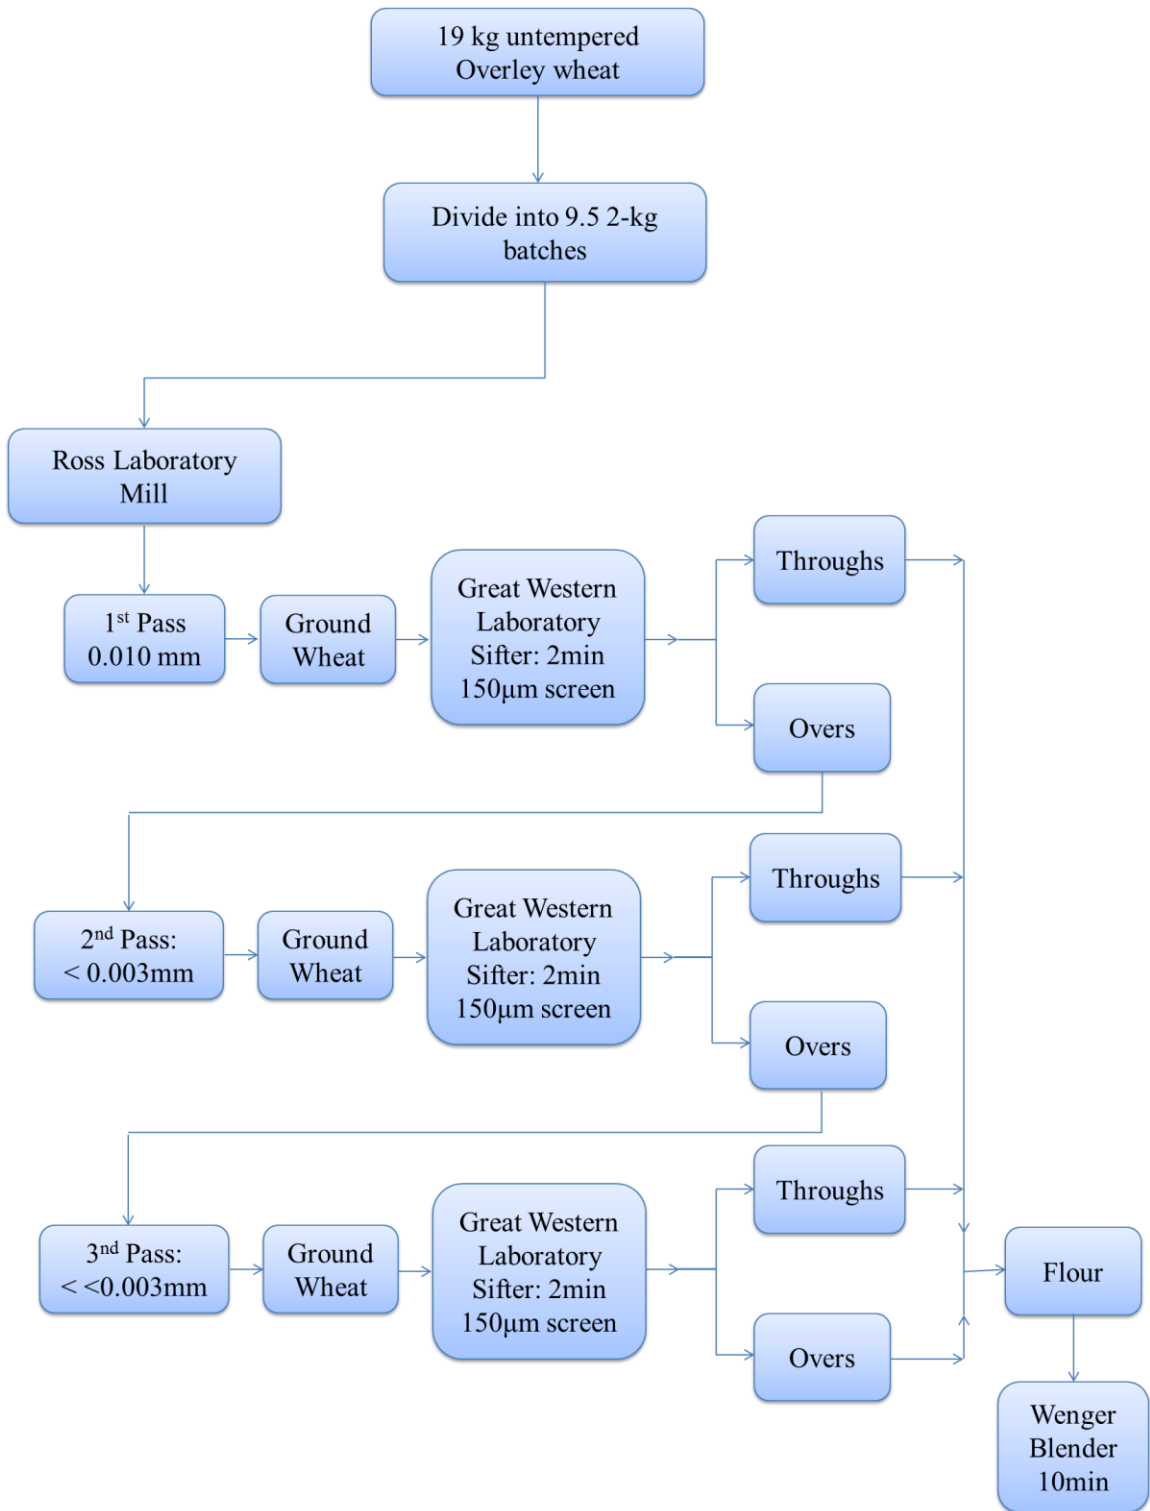 19 kg untempered
Overley wheat
Divide into 9.5 2-kg
batches
Ross Laboratory
Mill
1st Pass
0.010 mm
Ground
Wheat
Great Western
Laboratory
Sifter: 2min
150μm screen
Throughs
Overs
2nd Pass:
< 0.003mm
Ground
Wheat
Great Western
Laboratory
Sifter: 2min
150μm screen
Throughs
Overs
3nd Pass:
< <0.003mm
Ground
Wheat
Great Western
Laboratory
Sifter: 2min
150μm screen
Throughs
Overs
Flour
Wenger
Blender
10min